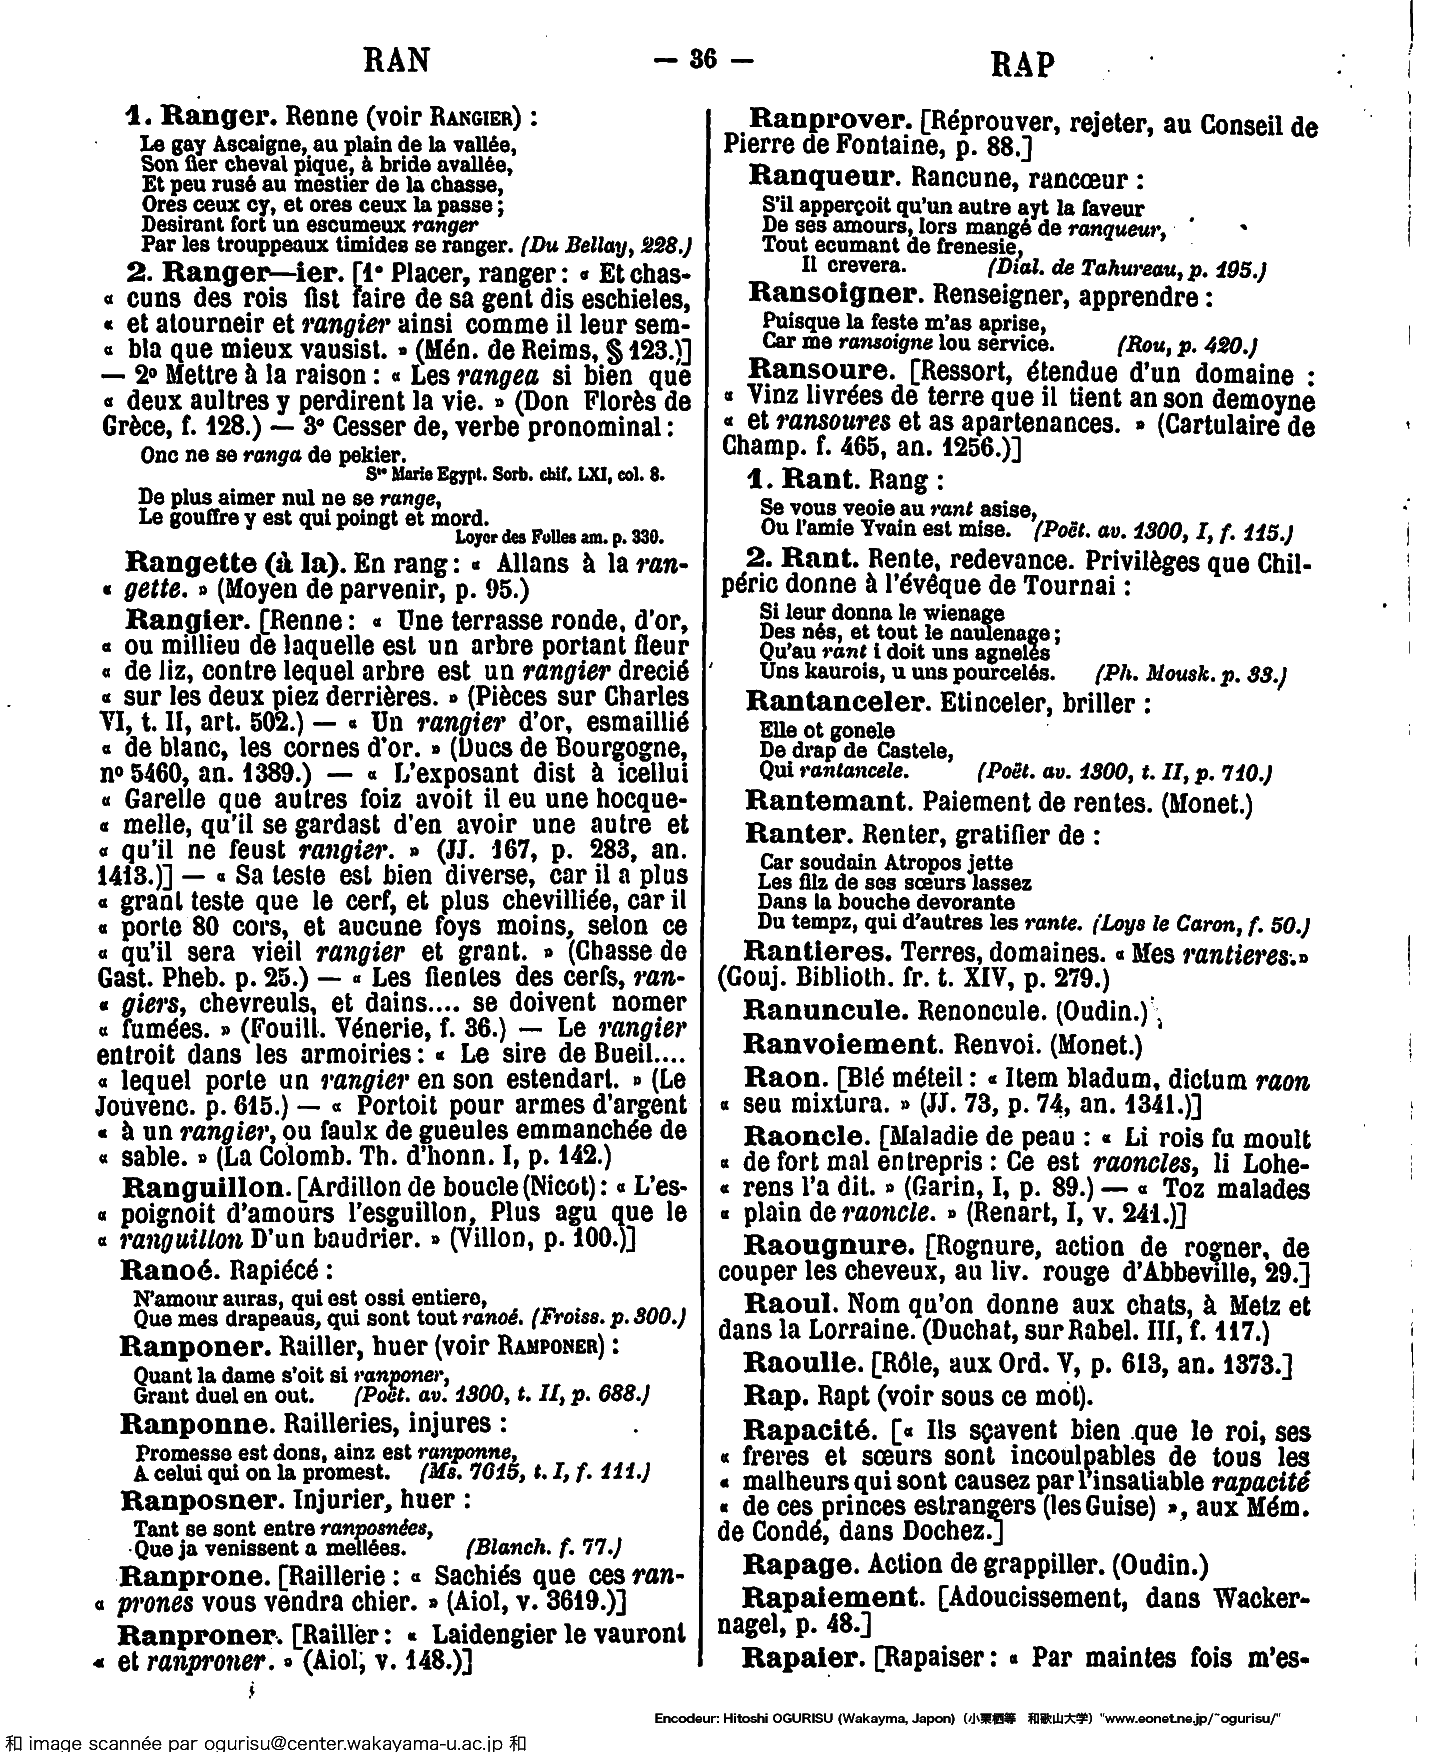 RAN — 36 — RAP
1. Ranger. Renne (voir RANGIER) :
Le gay Ascaigne, au plain de la vallée,
Son fier cheval pique, à bride avallée,
Et peu rusé au mestier de la chasse,
Ores ceux cy, et ores ceux la passe ;
Desirant fort un escumeux ranger
Par les trouppeaux timides se ranger. (Du Bellay, 228.)
2. Ranger—ier. [1° Placer, ranger : « Et chas-
« cuns des rois fist faire de sa gent dis eschieles,
« et atourneir et rangier ainsi comme il leur sem-
« bla que mieux vausist. » (Mén. de Reims, § 123.)]
— 2° Mettre à la raison : « Les rangea si bien que
« deux aultres y perdirent la vie. » (Don Florès de
Grèce, f. 128.) — 3° Cesser de, verbe pronominal :
Onc ne se ranga de pekier.
Ste Marie Egypt. Sorb. chif. LXI, col. 8.
De plus aimer nul ne se range,
Le gouffre y est qui poingt et mord.
Loyer des Folles am. p. 330.
Rangette (à la). En rang : « Allans à la ran-
« gette. » (Moyen de parvenir, p. 95.)
Rangier. [Renne : « Une terrasse ronde, d'or,
« ou millieu de laquelle est un arbre portant fleur
« de liz, contre lequel arbre est un rangier drecié
« sur les deux piez derrières. » (Pièces sur Charles
VI, t. II, art. 502.) — « Un rangier d'or, esmaillié
« de blanc, les cornes d'or. » (Ducs de Bourgogne,
n° 5460, an. 1389.) — « L'exposant dist à icellui
« Garelle que autres foiz avoit il eu une hocque-
« melle, qu'il se gardast d'en avoir une autre et
« qu'il ne feust rangier. » (JJ. 167, p. 283, an.
1413.)] — « Sa teste est bien diverse, car il a plus
« grant teste que le cerf, et plus chevilliée, car il
« porte 80 cors, et aucune foys moins, selon ce
« qu'il sera vieil rangier et grant. » (Chasse de
Gast. Pheb. p. 25.) — « Les fientes des cerfs, ran-
« giers, chevreuls, et dains.... se doivent nomer
« fumées. » (Fouill. Vénerie, f. 36.) — Le rangier
entroit dans les armoiries : « Le sire de Bueil....
« lequel porte un rangier en son estendart. » (Le
Jouvenc. p. 615.) — « Portoit pour armes d'argent
« à un rangier, ou faulx de gueules emmanchée de
« sable. » (La Colomb. Th. d'honn. I, p. 142.)
Ranguillon. [Ardillon de boucle (Nicot) : « L'es-
« poignoit d'amours l'esguillon, Plus agu que le
« ranguillon D'un baudrier. » (Villon, p. 100.)]
Ranoé. Rapiécé :
N'amour auras, qui est ossi entiere,
Que mes drapeaus, qui sont tout ranoé. (Froiss. p. 300.)
Ranponer. Railler, huer (voir RAMPONER) :
Quant la dame s'oit si ranponer,
Grant duel en out. (Poët. av. 1300, t. II, p. 688.)
Ranponne. Railleries, injures :
Promesse est dons, ainz est ranponne,
A celui qui on la promest. (Ms. 7615, t. I, f. 111.)
Ranposner. Injurier, huer :
Tant se sont entre ranposnées,
Que ja venissent a mellées. (Blanch. f. 77.)
Ranprone. [Raillerie : « Sachiés que ces ran-
« prones vous vendra chier. » (Aiol, v. 3619.)]
Ranproner. [Railler : « Laidengier le vauront
« et ranproner. » (Aiol, v. 148.)]
Ranprover. [Réprouver, rejeter, au Conseil de
Pierre de Fontaine, p. 88.]
Ranqueur. Rancune, rancœur :
S'il apperçoit qu'un autre ayt la faveur
De ses amours, lors mangé de ranqueur,
Tout ecumant de frenesie,
Il crevera. (Dial. de Tahureau, p. 195.)
Ransoigner. Renseigner, apprendre :
Puisque la feste m'as aprise,
Car me ransoigne lou service. (Rou, p. 420.)
Ransoure. [Ressort, étendue d'un domaine :
« Vinz livrées de terre que il tient an son demoyne
« et ransoures et as apartenances. » (Cartulaire de
Champ. f. 465, an. 1256.)]
1. Rant. Rang :
Se vous veoie au rant asise,
Ou l'amie Yvain est mise. (Poët. av. 1300, I, f. 115.)
2. Rant. Rente, redevance. Privilèges que Chil-
péric donne à l'évêque de Tournai :
Si leur donna le wienage
Des nés, et tout le naulenage ;
Qu'au rant i doit uns agnelés
Uns kaurois, u uns pourcelés. (Ph. Mousk. p. 33.)
Rantanceler. Etinceler, briller :
Elle ot gonele
De drap de Castele,
Qui rantancele. (Poët. av. 1300, t. II, p. 710.)
Rantemant. Paiement de rentes. (Monet.)
Ranter. Renter, gratifier de :
Car soudain Atropos jette
Les filz de ses sœurs lassez
Dans la bouche devorante
Du tempz, qui d'autres les rante. (Loys le Caron, f. 50.)
Rantieres. Terres, domaines. « Mes rantieres. »
(Gouj. Biblioth. fr. t. XIV, p. 279.)
Ranuncule. Renoncule. (Oudin.)
Ranvoiement. Renvoi. (Monet.)
Raon. [Blé méteil : « Item bladum, dictum raon
« seu mixtura. » (JJ. 73, p. 74, an. 1341.)]
Raoncle. [Maladie de peau : « Li rois fu moult
« de fort mal entrepris : Ce est raoncles, li Lohe-
« rens l'a dit. » (Garin, I, p. 89.) — « Toz malades
« plain de raoncle. » (Renart, I, v. 241.)]
Raougnure. [Rognure, action de rogner, de
couper les cheveux, au liv. rouge d'Abbeville, 29.]
Raoul. Nom qu'on donne aux chats, à Metz et
dans la Lorraine. (Duchat, sur Rabel. III, f. 117.)
Raoulle. [Rôle, aux Ord. V, p. 613, an. 1373.]
Rap. Rapt (voir sous ce mot).
Rapacité. [« Ils sçavent bien que le roi, ses
« freres et sœurs sont incoulpables de tous les
« malheurs qui sont causez par l'insatiable rapacité
« de ces princes estrangers (les Guise) », aux Mém.
de Condé, dans Dochez.]
Rapage. Action de grappiller. (Oudin.)
Rapaiement. [Adoucissement, dans Wacker-
nagel, p. 48.]
Rapaier. [Rapaiser : « Par maintes fois m'es-
Encodeur: Hitoshi OGURISU (Wakayma, Japon) (小栗栖等 和歌山大学) "www.eonet.ne.jp/~ogurisu/"
和 image scannée par ogurisu@center.wakayama-u.ac.jp 和